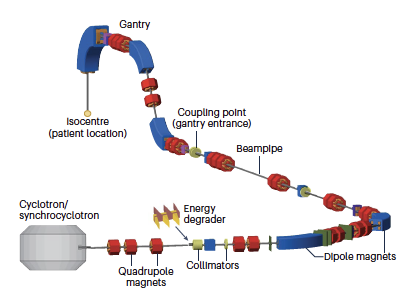 Gantry
Isocentre
(patient location)
Coupling point
(gantry entrance)
Beampipe
Cyclotron/
synchrocyclotron
Energy
degrader
Quadrupole
magnets
Collimators
Dipole magnets